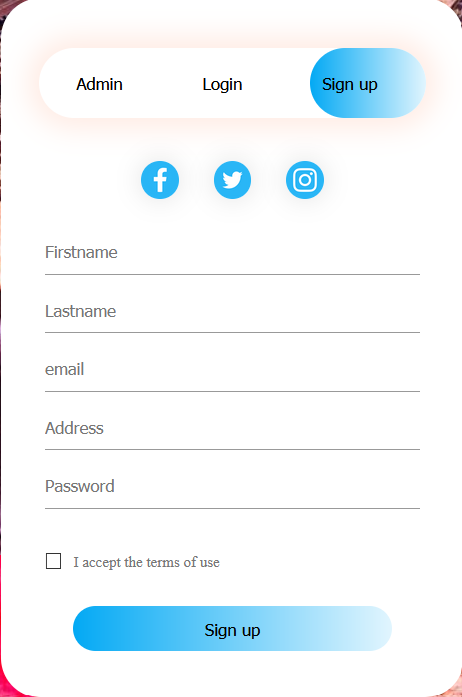 Admin Login Sign up
Firstname
Lastname
email
Address
Password
I accept the terms of use
Sign up